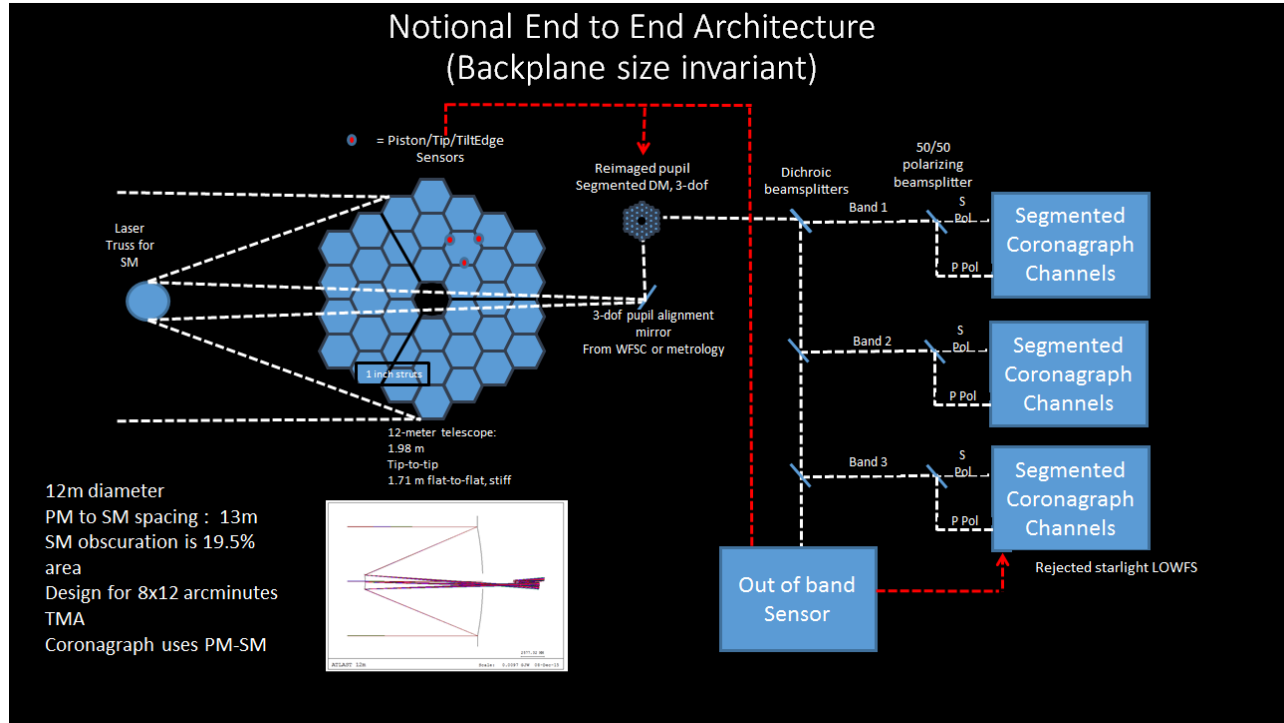 Notional End to End Architecture
(Backplane size invariant)
= Piston/Tip/TiltEdge
Sensors
Laser
Truss for
SM
Reimaged pupil
Segmented DM, 3-dof
Dichroic
beamsplitters
50/50
polarizing
beamsplitter
Band 1
S
Pol
P Pol
Segmented
Coronagraph
Channels
3-dof pupil alignment
mirror
From WFSC or metrology
1 inch struts
Band 2
S
Pol
P Pol
Segmented
Coronagraph
Channels
12-meter telescope:
1.98 m
Tip-to-tip
1.71 m flat-to-flat, stiff
Band 3
S
Pol
P Pol
Segmented
Coronagraph
Channels
12m diameter
PM to SM spacing : 13m
SM obscuration is 19.5%
area
Design for 8x12 arcminutes
TMA
Coronagraph uses PM-SM
Out of band
Sensor
Rejected starlight LOWFS
ATLAST 12m
Scale: